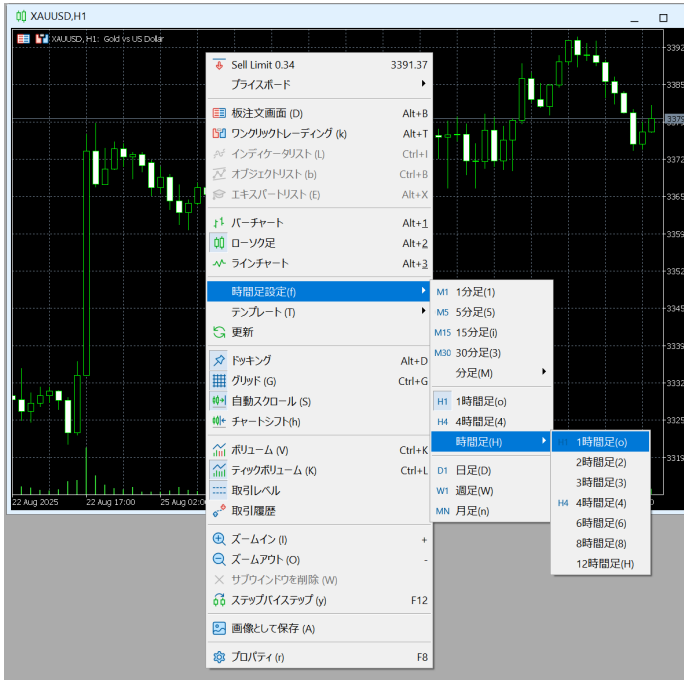 XAUUSD,H1
XAUUSD, H1: Gold vs US Dollar
Sell Limit 0.34 3391.37
プライスボード
板注文画面 (D) Alt+B
ワンクリックトレーディング (k) Alt+T
インディケータリスト (L) Ctrl+I
オブジェクトリスト (b) Ctrl+B
エキスパートリスト (E) Alt+X
バーチャート Alt+1
ローソク足 Alt+2
ラインチャート Alt+3
時間足設定(f)
テンプレート (T)
更新
ドッキング Alt+D
グリッド (G) Ctrl+G
自動スクロール (S)
チャートシフト(h)
ボリューム (V) Ctrl+K
ティックボリューム (K) Ctrl+L
取引レベル
取引履歴
ズームイン (I) +
ズームアウト (O) -
サブウインドウを削除 (W)
ステップバイステップ (y) F12
画像として保存 (A)
プロパティ (r) F8
M1 1分足(1)
M5 5分足(5)
M15 15分足(i)
M30 30分足(3)
分足(M)
H1 1時間足(o)
H4 4時間足(4)
時間足(H)
D1 日足(D)
W1 週足(W)
MN 月足(n)
H1 1時間足(o)
2時間足(2)
3時間足(3)
H4 4時間足(4)
6時間足(6)
8時間足(8)
12時間足(H)
3392
3385
3379
3372
3365
3359
3352
3345
3339
3332
3325
3319
22 Aug 2025 22 Aug 17:00 25 Aug 02: